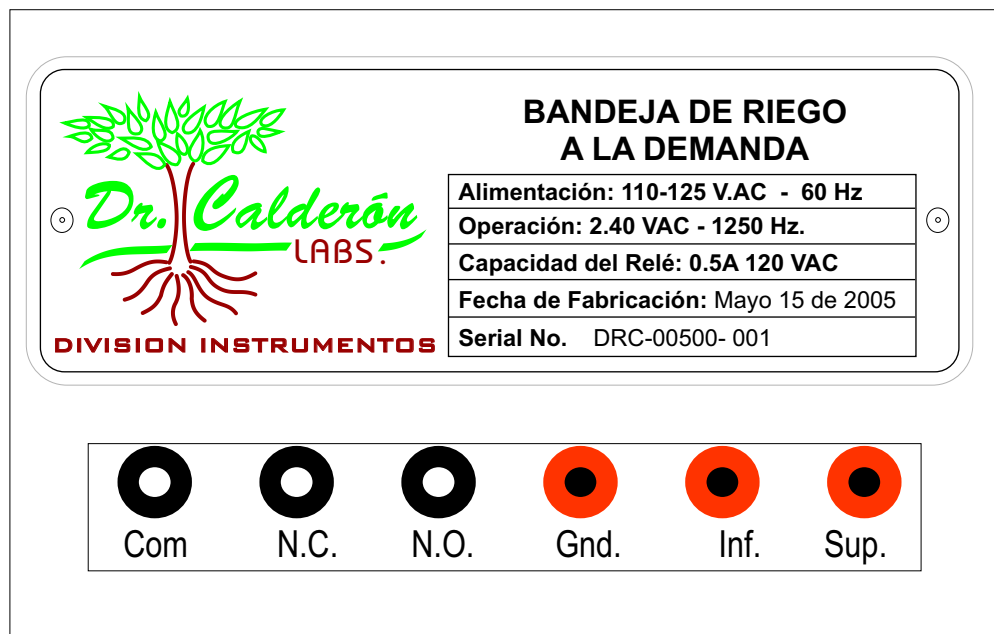 Dr. Calderón
LABS.
DIVISION INSTRUMENTOS
BANDEJA DE RIEGO
A LA DEMANDA
Alimentación: 110-125 V.AC - 60 Hz
Operación: 2.40 VAC - 1250 Hz.
Capacidad del Relé: 0.5A 120 VAC
Fecha de Fabricación: Mayo 15 de 2005
Serial No. DRC-00500- 001
Com N.C. N.O. Gnd. Inf. Sup.